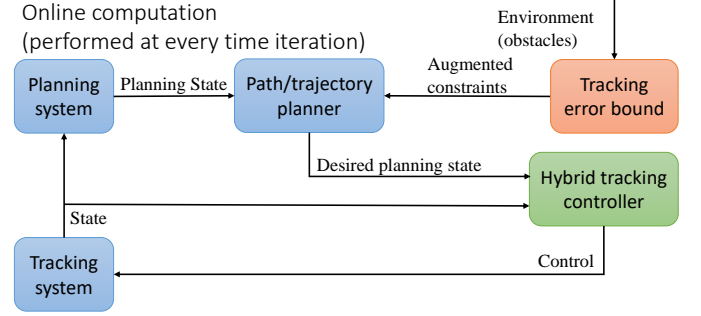 Online computation
(performed at every time iteration)
Environment
(obstacles)
Planning
system
Planning State
Path/trajectory
planner
Augmented
constraints
Tracking
error bound
Desired planning state
Hybrid tracking
controller
State
Tracking
system
Control